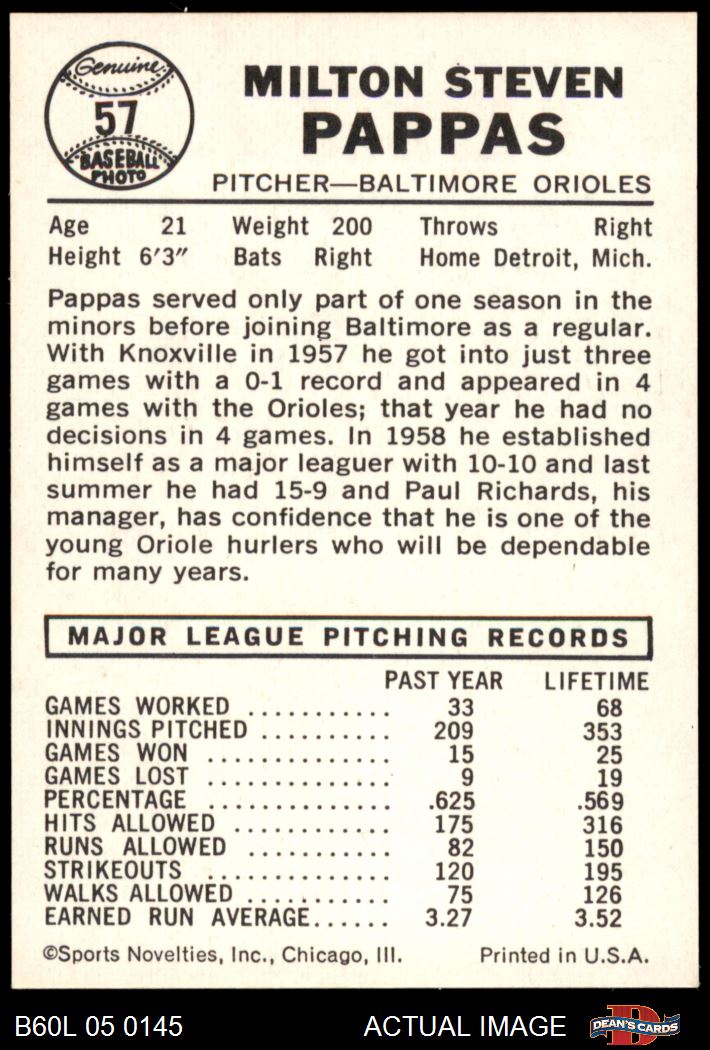 Genuine
57
BASEBALL
PHOTO
MILTON STEVEN
PAPPAS
PITCHER—BALTIMORE ORIOLES
Age 21 Weight 200 Throws Right
Height 6'3" Bats Right Home Detroit, Mich.
Pappas served only part of one season in the
minors before joining Baltimore as a regular.
With Knoxville in 1957 he got into just three
games with a 0-1 record and appeared in 4
games with the Orioles; that year he had no
decisions in 4 games. In 1958 he established
himself as a major leaguer with 10-10 and last
summer he had 15-9 and Paul Richards, his
manager, has confidence that he is one of the
young Oriole hurlers who will be dependable
for many years.
MAJOR LEAGUE PITCHING RECORDS
PAST YEAR LIFETIME
GAMES WORKED ............ 33 68
INNINGS PITCHED .......... 209 353
GAMES WON .............. 15 25
GAMES LOST .............. 9 19
PERCENTAGE .............. .625 .569
HITS ALLOWED ............ 175 316
RUNS ALLOWED ........... 82 150
STRIKEOUTS .............. 120 195
WALKS ALLOWED ........... 75 126
EARNED RUN AVERAGE...... 3.27 3.52
©Sports Novelties, Inc., Chicago, Ill. Printed in U.S.A.
B60L 05 0145 ACTUAL IMAGE DEAN'S CARDS